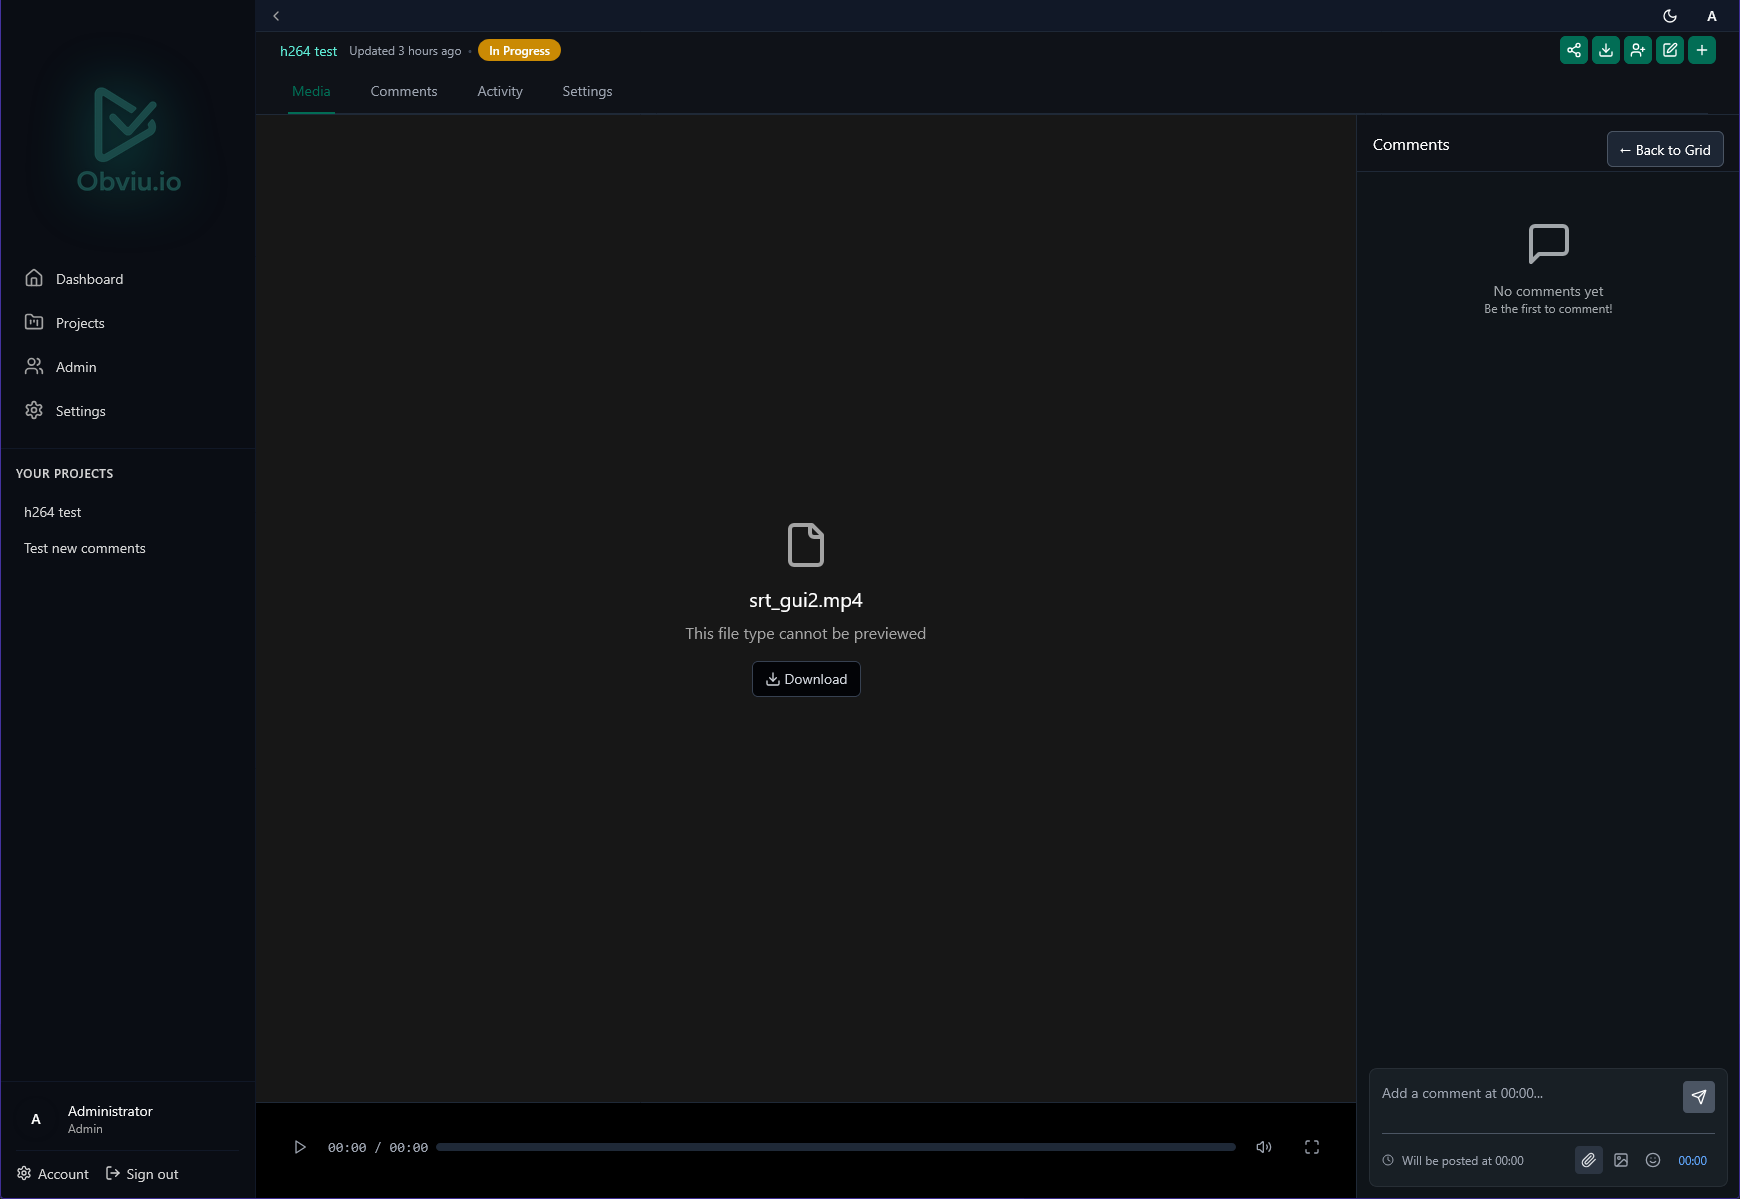 Obviu.io
Dashboard
Projects
Admin
Settings
YOUR PROJECTS
h264 test
Test new comments
A
Administrator
Admin
Account
Sign out
A
h264 test Updated 3 hours ago • In Progress
Media Comments Activity Settings
srt_gui2.mp4
This file type cannot be previewed
Download
00:00 / 00:00
Comments
← Back to Grid
No comments yet
Be the first to comment!
Add a comment at 00:00...
Will be posted at 00:00
00:00